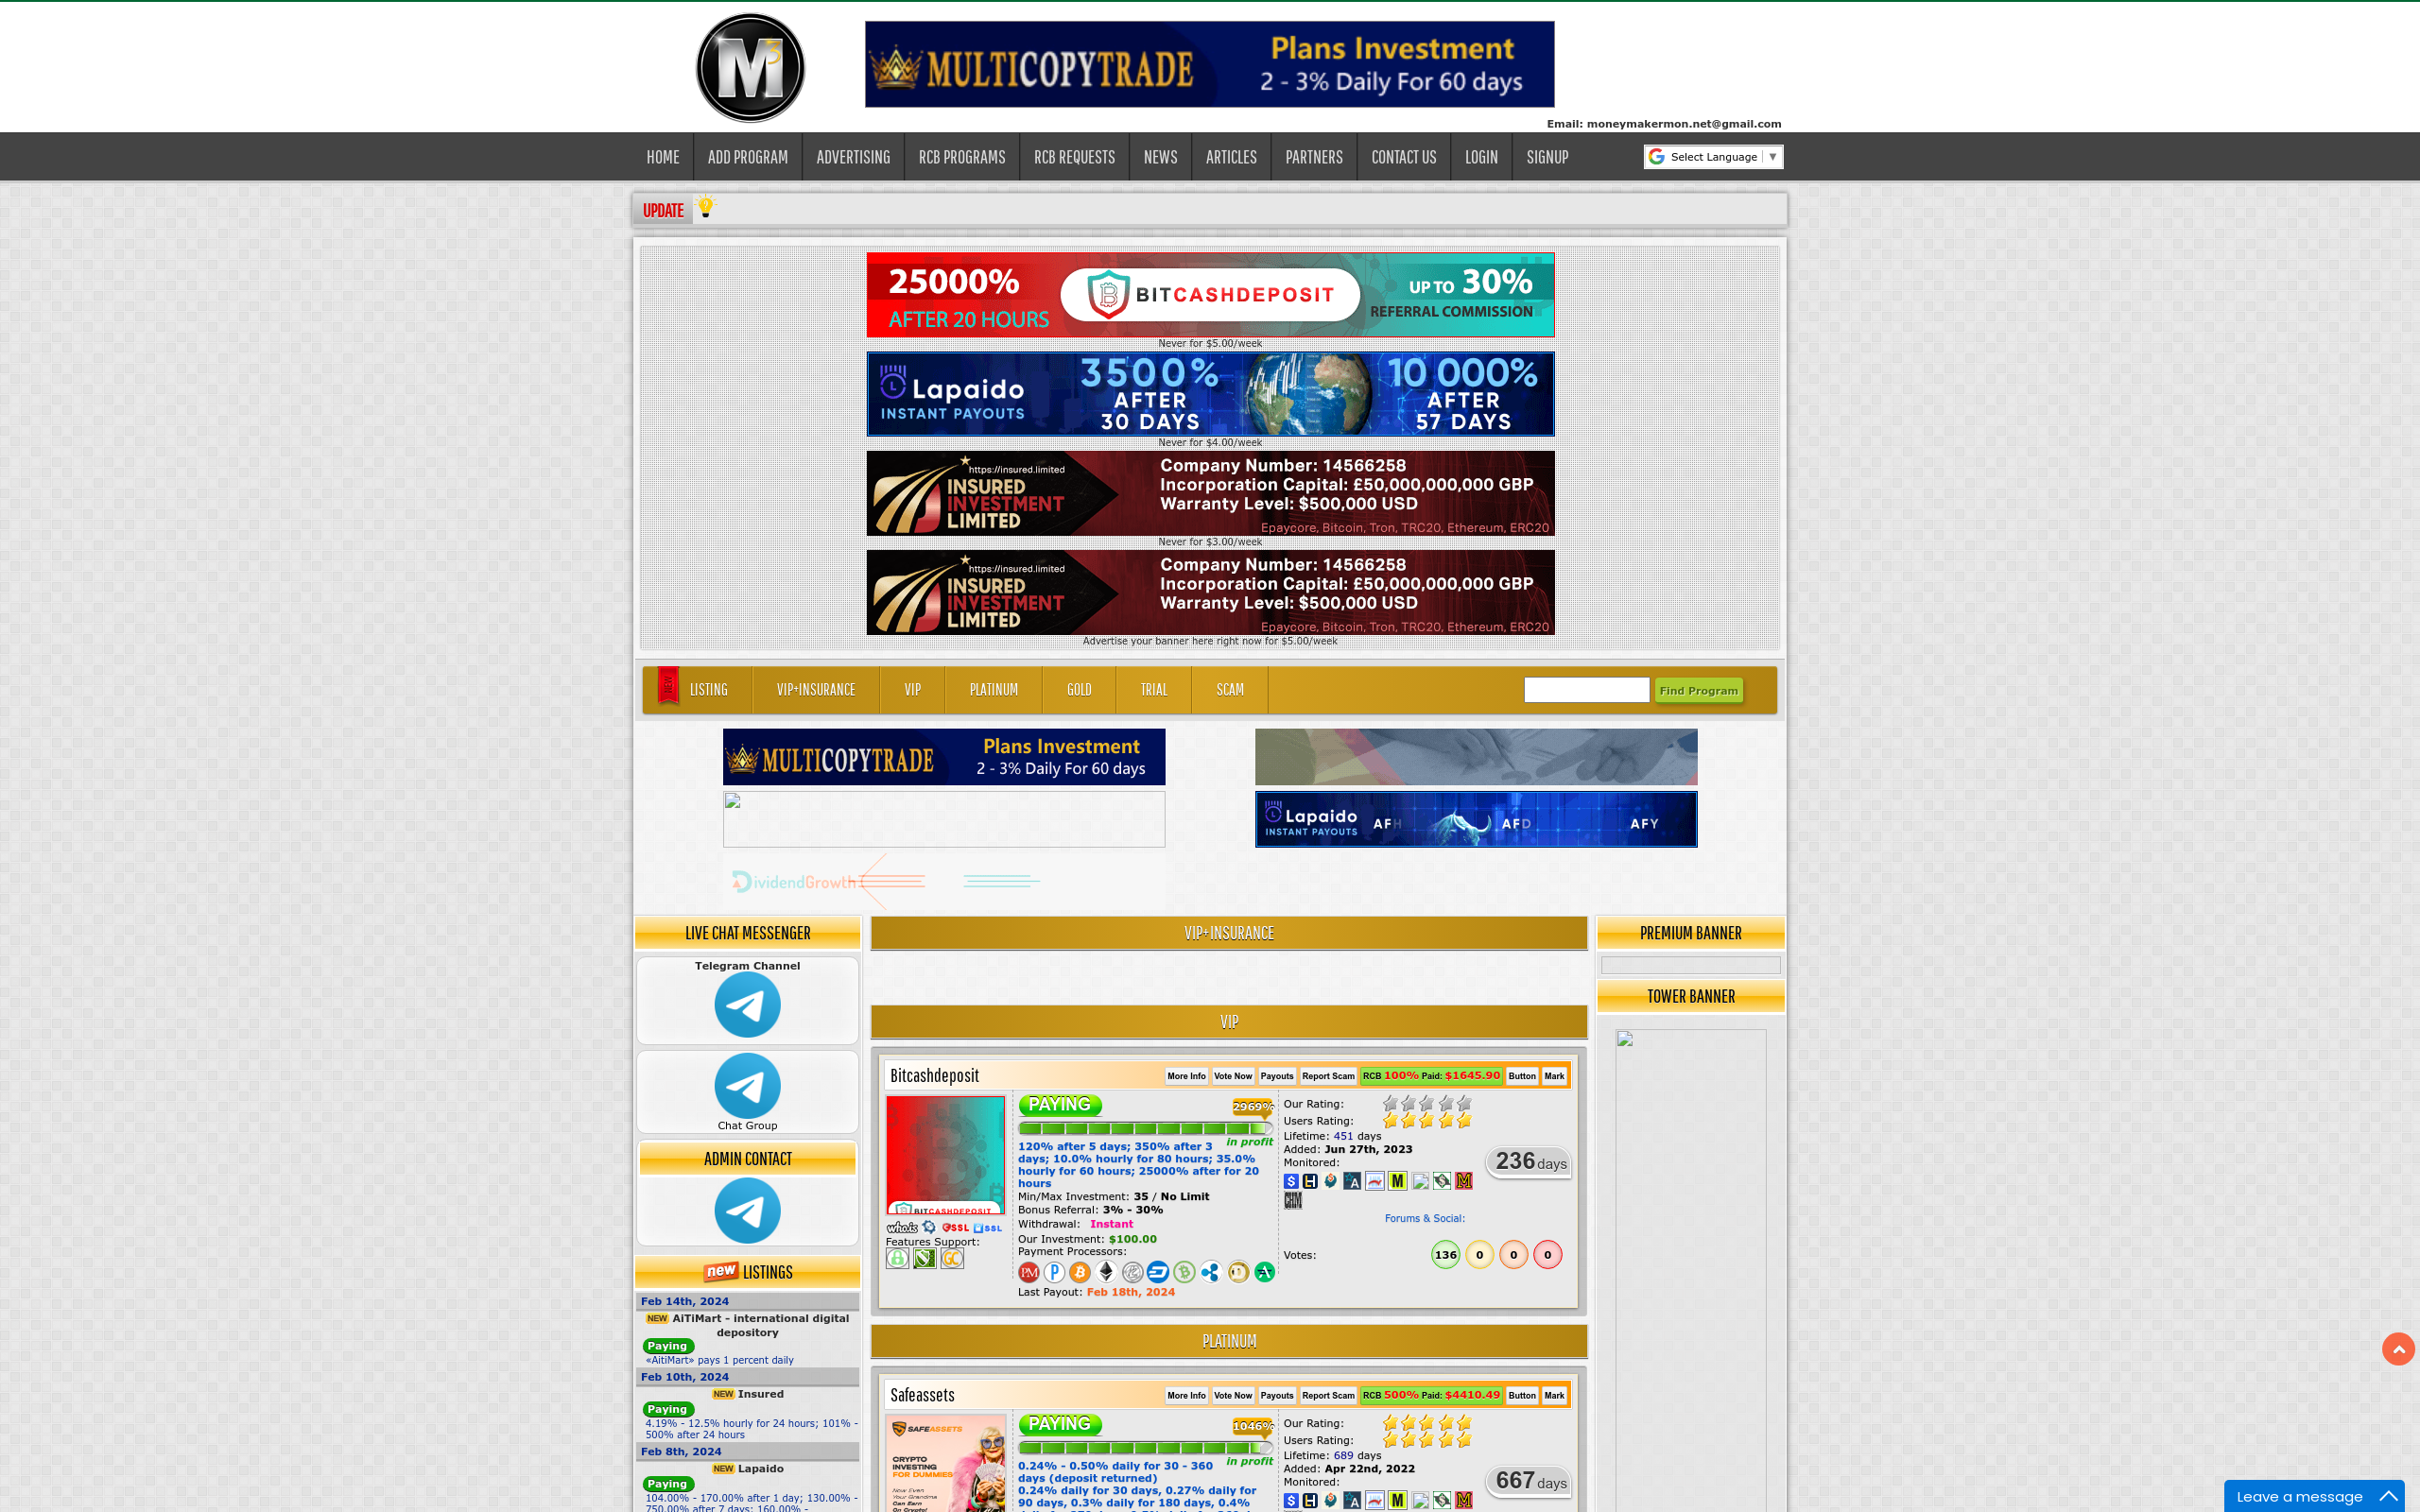 M3
MULTICOPYTRADE
Plans Investment
2 - 3% Daily For 60 days
Email: moneymakermon.net@gmail.com
HOME
ADD PROGRAM
ADVERTISING
RCB PROGRAMS
RCB REQUESTS
NEWS
ARTICLES
PARTNERS
CONTACT US
LOGIN
SIGNUP
Select Language ▼
UPDATE
25000%
AFTER 20 HOURS
BITCASHDEPOSIT
UP TO 30%
REFERRAL COMMISSION
Never for $5.00/week
Lapaido
INSTANT PAYOUTS
3500%
AFTER
30 DAYS
10 000%
AFTER
57 DAYS
Never for $4.00/week
https://insured.limited
INSURED
INVESTMENT
LIMITED
Company Number: 14566258
Incorporation Capital: £50,000,000,000 GBP
Warranty Level: $500,000 USD
Epaycore, Bitcoin, Tron, TRC20, Ethereum, ERC20
Never for $3.00/week
https://insured.limited
INSURED
INVESTMENT
LIMITED
Company Number: 14566258
Incorporation Capital: £50,000,000,000 GBP
Warranty Level: $500,000 USD
Epaycore, Bitcoin, Tron, TRC20, Ethereum, ERC20
Advertise your banner here right now for $5.00/week
NEW
LISTING
VIP+INSURANCE
VIP
PLATINUM
GOLD
TRIAL
SCAM
Find Program
MULTICOPYTRADE
Plans Investment
2 - 3% Daily For 60 days
Lapaido
INSTANT PAYOUTS
AFH
AFD
AFY
DividendGrowth
LIVE CHAT MESSENGER
Telegram Channel
Chat Group
ADMIN CONTACT
new LISTINGS
Feb 14th, 2024
NEW AiTiMart - international digital
depository
Paying
«AitiMart» pays 1 percent daily
Feb 10th, 2024
NEW Insured
Paying
4.19% - 12.5% hourly for 24 hours; 101% -
500% after 24 hours
Feb 8th, 2024
NEW Lapaido
Paying
104.00% - 170.00% after 1 day; 130.00% -
750.00% after 7 days; 160.00% -
VIP+INSURANCE
VIP
Bitcashdeposit
More Info
Vote Now
Payouts
Report Scam
RCB 100% Paid: $1645.90
Button
Mark
BITCASHDEPOSIT
who.is
SSL
SSL
Features Support:
GC
PAYING
2969%
in profit
120% after 5 days; 350% after 3
days; 10.0% hourly for 80 hours; 35.0%
hourly for 60 hours; 25000% after for 20
hours
Min/Max Investment: 35 / No Limit
Bonus Referral: 3% - 30%
Withdrawal: Instant
Our Investment: $100.00
Payment Processors:
Last Payout: Feb 18th, 2024
Our Rating:
Users Rating:
Lifetime: 451 days
Added: Jun 27th, 2023
Monitored:
236 days
Forums & Social:
Votes:
136
0
0
0
PLATINUM
Safeassets
More Info
Vote Now
Payouts
Report Scam
RCB 500% Paid: $4410.49
Button
Mark
SAFEASSETS
CRYPTO
INVESTING
FOR DUMMIES
Now Even
Your Grandma
Can Earn
On Crypto!
PAYING
1046%
in profit
0.24% - 0.50% daily for 30 - 360
days (deposit returned)
0.24% daily for 30 days, 0.27% daily for
90 days, 0.3% daily for 180 days, 0.4%
Our Rating:
Users Rating:
Lifetime: 689 days
Added: Apr 22nd, 2022
Monitored:
667 days
PREMIUM BANNER
TOWER BANNER
Leave a message